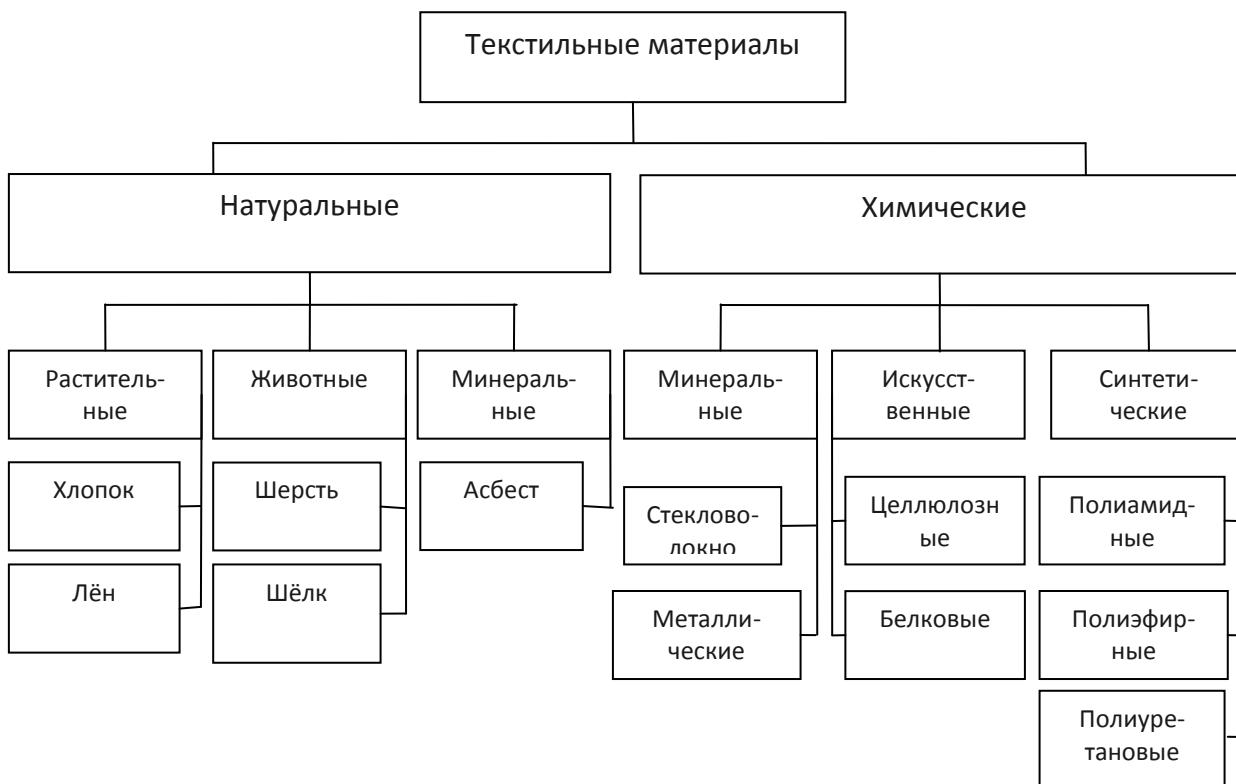 Текстильные материалы
Натуральные
Химические
Раститель-
ные
Животные
Минераль-
ные
Минераль-
ные
Искусст-
венные
Синтети-
ческие
Хлопок
Шерсть
Асбест
Стеклово-
локно
Целлюлозн
ые
Полиамид-
ные
Лён
Шёлк
Металли-
ческие
Белковые
Полиэфир-
ные
Полиуре-
тановые